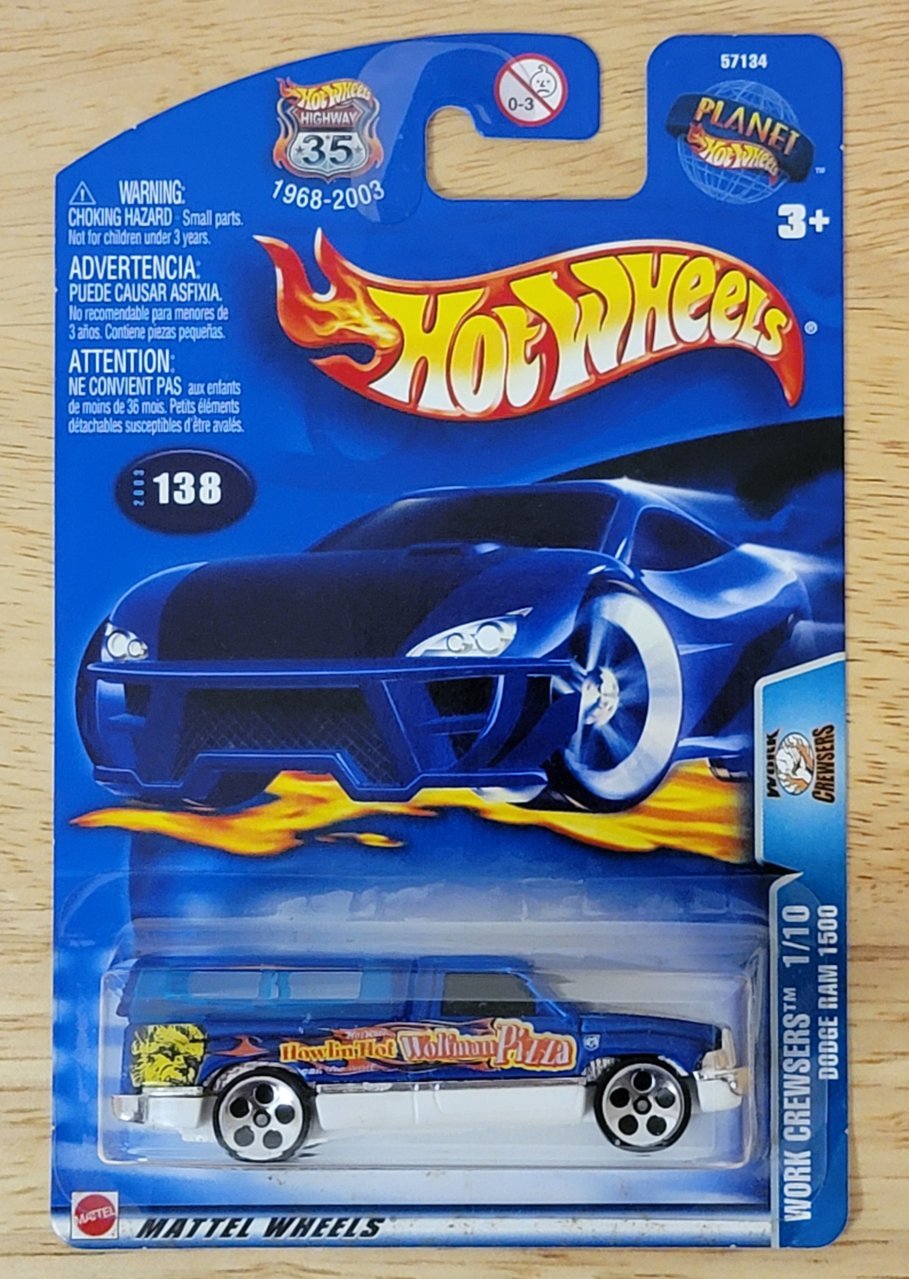 57134
HOT WHEELS
HIGHWAY
35
1968-2003
0-3
PLANET
HOT WHEELS
™
3+
WARNING:
CHOKING HAZARD - Small parts.
Not for children under 3 years.
ADVERTENCIA:
PUEDE CAUSAR ASFIXIA.
No recomendable para menores de
3 años. Contiene piezas pequeñas.
ATTENTION:
NE CONVIENT PAS aux enfants
de moins de 36 mois. Petits éléments
détachables susceptibles d'être avalés.
HOT WHEELS®
2003
138
WORK
CREWSERS
WORK CREWSERS™ 1/10
DODGE RAM 1500
Howlin' Hot Wolfman Pizza
MATTEL
MATTEL WHEELS